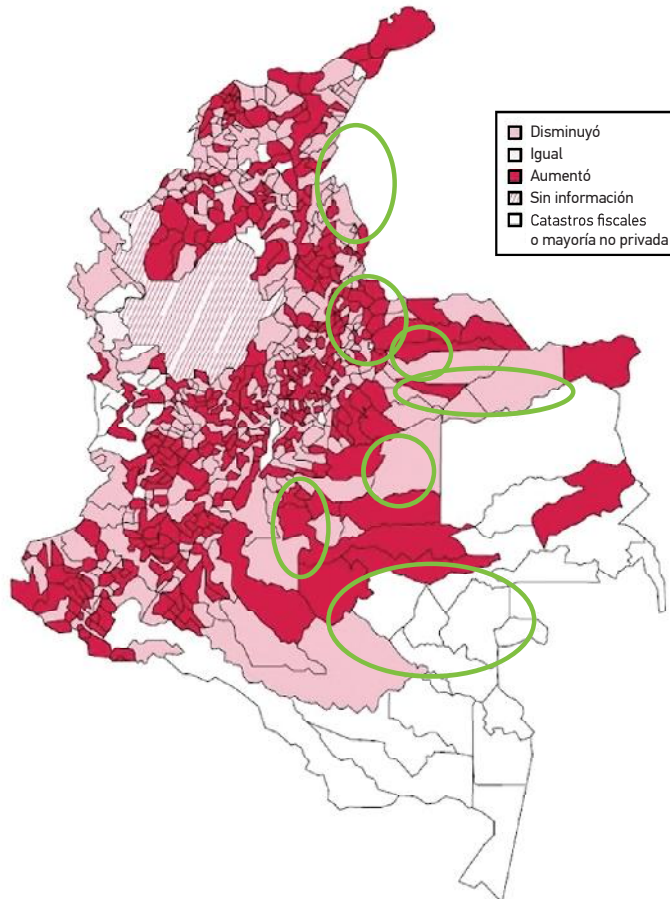 Disminuyó
Igual
Aumentó
Sin información
Catastros fiscales
o mayoría no privada